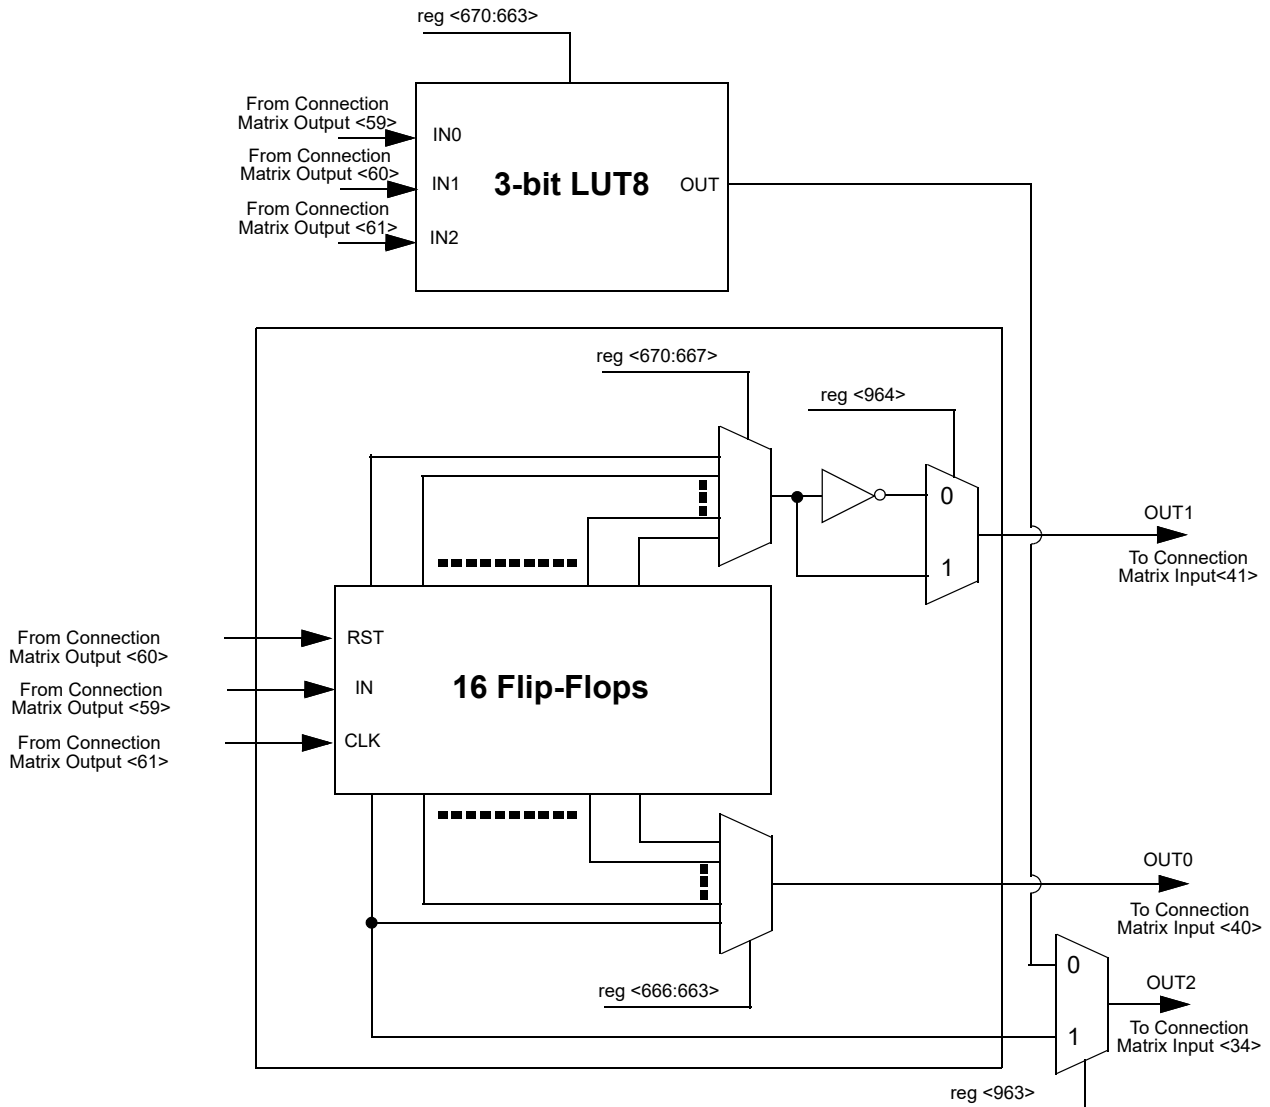 reg <670:663>
From Connection
Matrix Output <59>
IN0
From Connection
Matrix Output <60>
IN1
3-bit LUT8
OUT
From Connection
Matrix Output <61>
IN2
reg <670:667>
reg <964>
0
1
OUT1
To Connection
Matrix Input<41>
From Connection
Matrix Output <60>
RST
From Connection
Matrix Output <59>
IN
16 Flip-Flops
From Connection
Matrix Output <61>
CLK
OUT0
To Connection
Matrix Input <40>
reg <666:663>
0
1
OUT2
To Connection
Matrix Input <34>
reg <963>